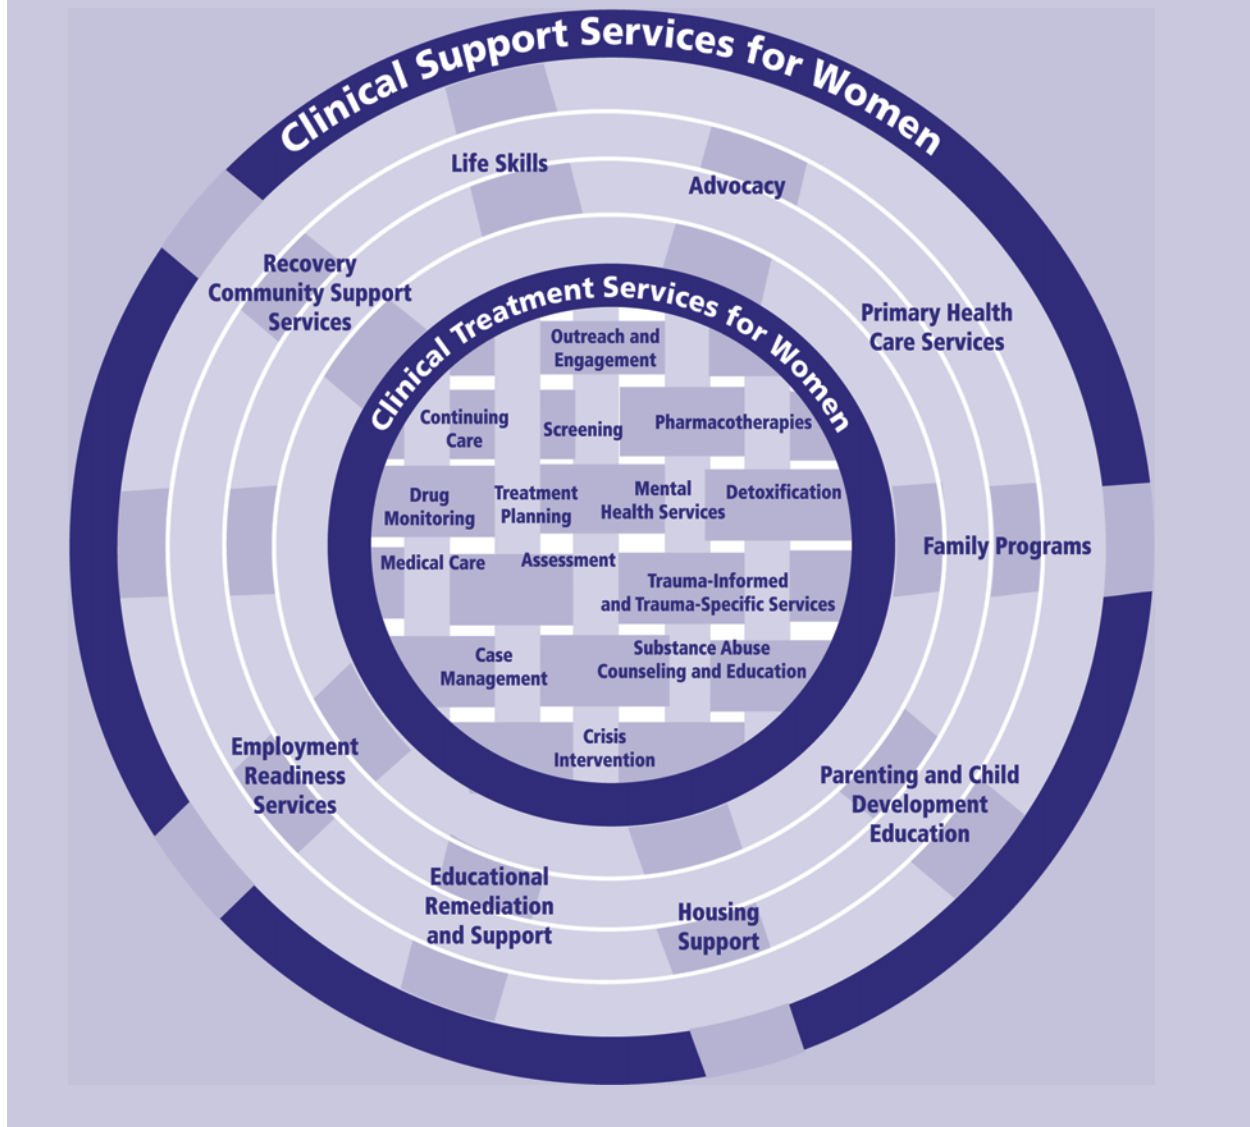 Clinical Support Services for Women
Life Skills
Advocacy
Recovery
Community Support
Services
Primary Health
Care Services
Clinical Treatment Services for Women
Outreach and
Engagement
Continuing
Care
Screening
Pharmacotherapies
Drug
Monitoring
Treatment
Planning
Mental
Health Services
Detoxification
Medical Care
Assessment
Trauma-Informed
and Trauma-Specific Services
Case
Management
Substance Abuse
Counseling and Education
Crisis
Intervention
Family Programs
Employment
Readiness
Services
Parenting and Child
Development
Education
Educational
Remediation
and Support
Housing
Support